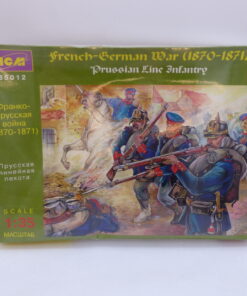 ICM
35012
French-German War (1870-1871)
Prussian Line Infantry
Франко-
прусская
война
(1870-1871)
Прусская
линейная
пехота
SCALE
1:35
МАСШТАБ